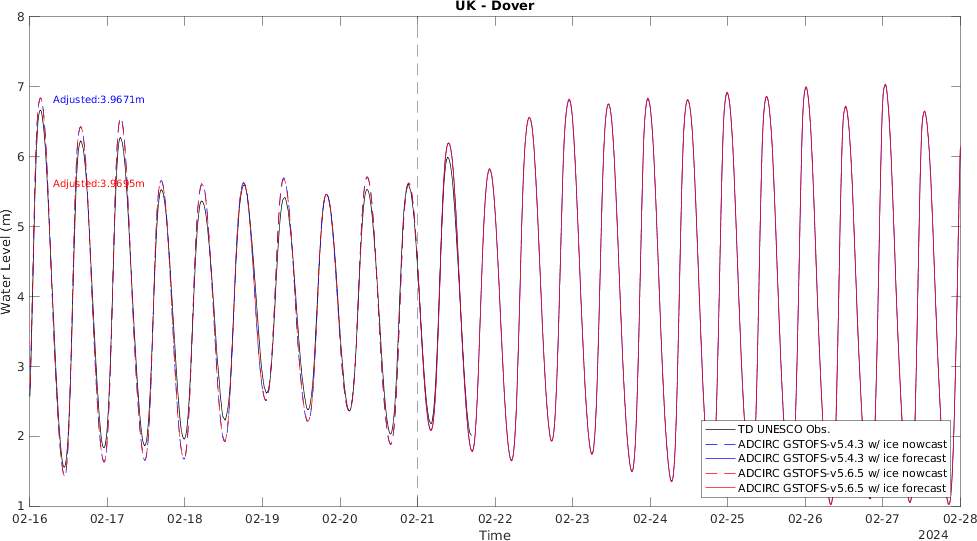 UK - Dover
8
7
6
5
4
3
2
1
Water Level (m)
Adjusted:3.9671m
Adjusted:3.9695m
TD UNESCO Obs.
ADCIRC GSTOFS-v5.4.3 w/ ice nowcast
ADCIRC GSTOFS-v5.4.3 w/ ice forecast
ADCIRC GSTOFS-v5.6.5 w/ ice nowcast
ADCIRC GSTOFS-v5.6.5 w/ ice forecast
02-16 02-17 02-18 02-19 02-20 02-21 02-22 02-23 02-24 02-25 02-26 02-27 02-28
Time
2024